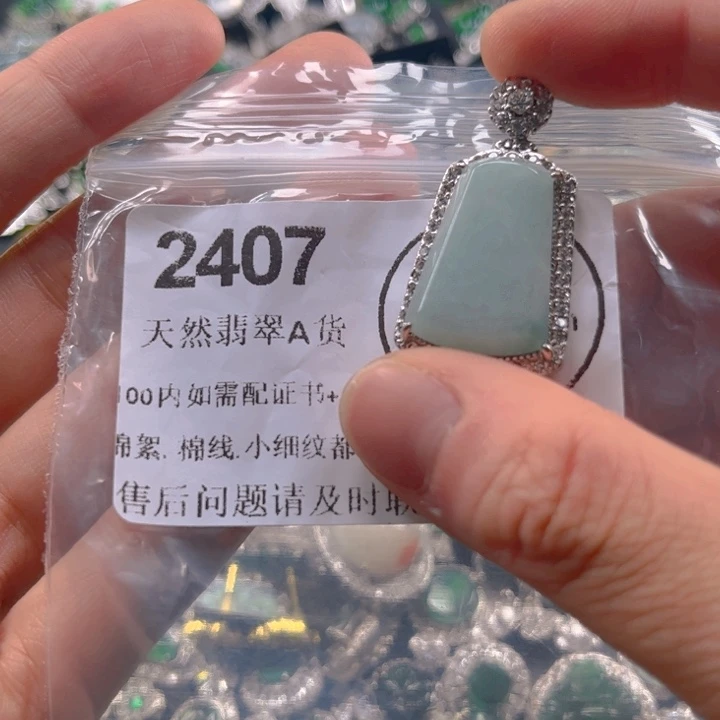 2407
天然翡翠A货
100内如需配证书+
棉絮.棉线.小细纹都
售后问题请及时联